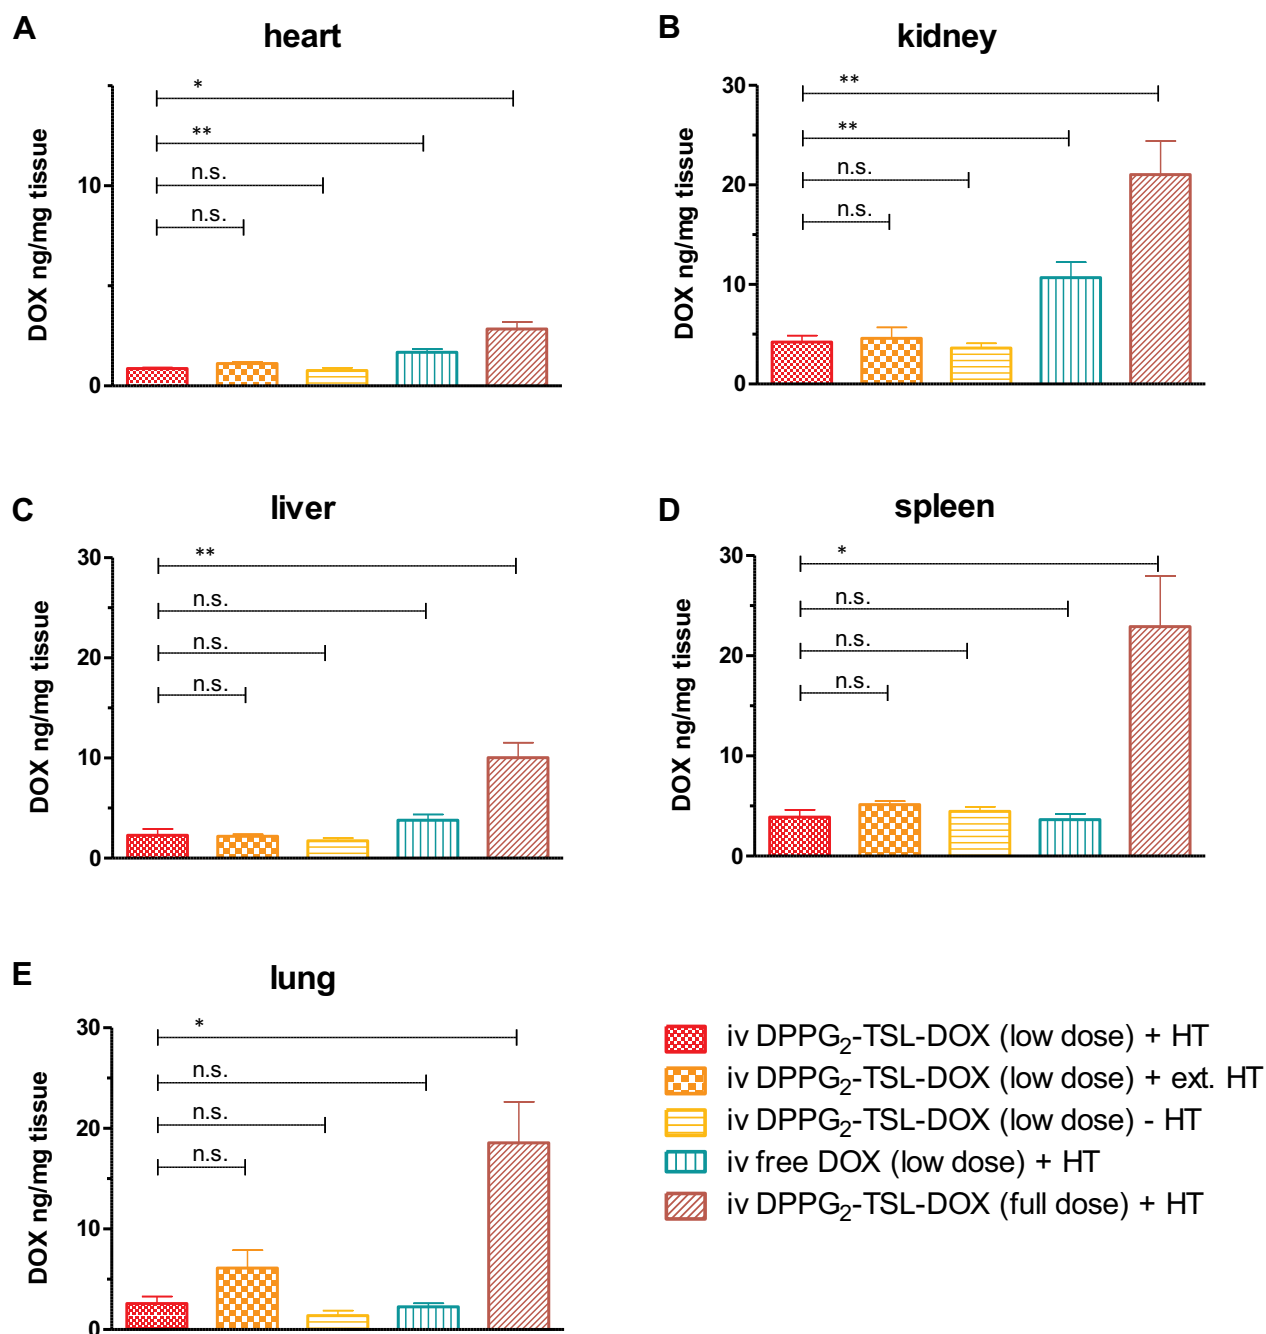 A
heart
DOX ng/mg tissue
10
0
*
**
n.s.
n.s.
B
kidney
DOX ng/mg tissue
30
20
10
0
**
**
n.s.
n.s.
C
liver
DOX ng/mg tissue
30
20
10
0
**
n.s.
n.s.
n.s.
D
spleen
DOX ng/mg tissue
30
20
10
0
*
n.s.
n.s.
n.s.
E
lung
DOX ng/mg tissue
30
20
10
0
*
n.s.
n.s.
n.s.
iv DPPG₂-TSL-DOX (low dose) + HT
iv DPPG₂-TSL-DOX (low dose) + ext. HT
iv DPPG₂-TSL-DOX (low dose) - HT
iv free DOX (low dose) + HT
iv DPPG₂-TSL-DOX (full dose) + HT